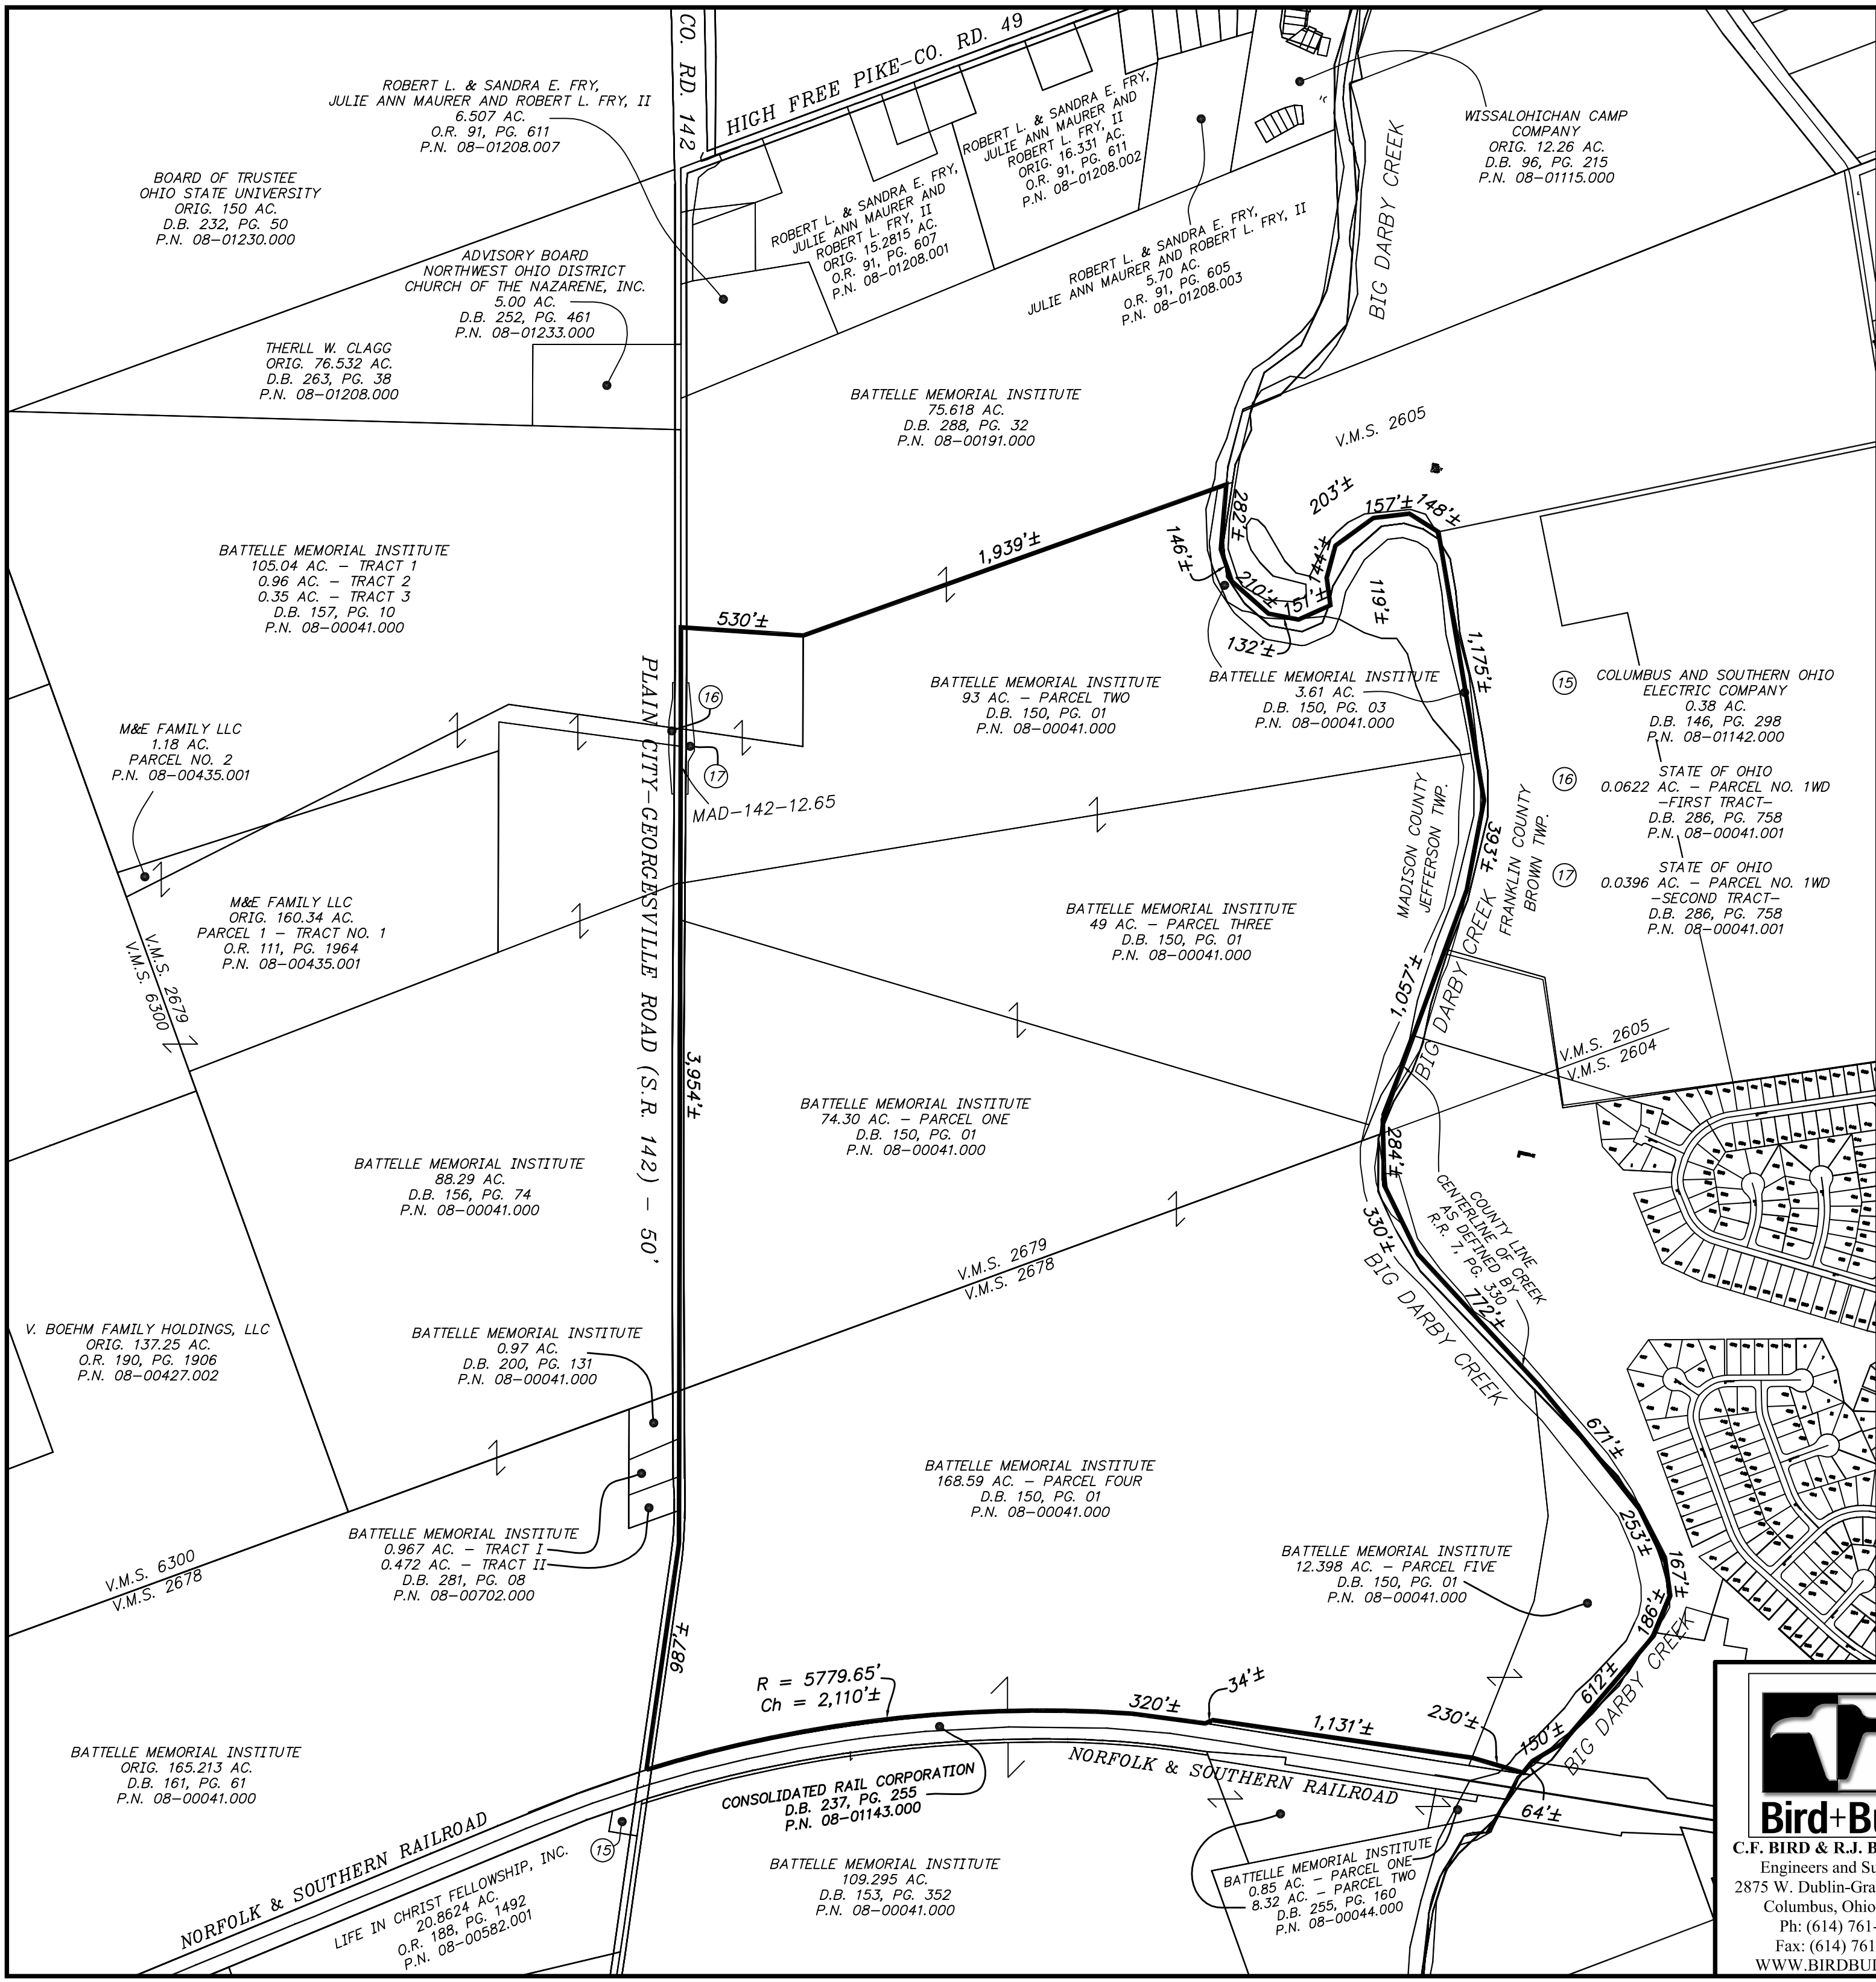 CO. RD. 142
HIGH FREE PIKE-CO. RD. 49
ROBERT L. & SANDRA E. FRY,
JULIE ANN MAURER AND ROBERT L. FRY, II
6.507 AC.
O.R. 91, PG. 611
P.N. 08-01208.007
BOARD OF TRUSTEE
OHIO STATE UNIVERSITY
ORIG. 150 AC.
D.B. 232, PG. 50
P.N. 08-01230.000
ADVISORY BOARD
NORTHWEST OHIO DISTRICT
CHURCH OF THE NAZARENE, INC.
5.00 AC.
D.B. 252, PG. 461
P.N. 08-01233.000
THERLL W. CLAGG
ORIG. 76.532 AC.
D.B. 263, PG. 38
P.N. 08-01208.000
ROBERT L. & SANDRA E. FRY,
JULIE ANN MAURER AND
ROBERT L. FRY, II
ORIG. 15.2815 AC.
O.R. 91, PG. 607
P.N. 08-01208.001
ROBERT L. & SANDRA E. FRY,
JULIE ANN MAURER AND
ROBERT L. FRY, II
ORIG. 16.331 AC.
O.R. 91, PG. 611
P.N. 08-01208.002
ROBERT L. & SANDRA E. FRY,
JULIE ANN MAURER AND ROBERT L. FRY, II
5.70 AC.
O.R. 91, PG. 605
P.N. 08-01208.003
BIG DARBY CREEK
WISSALOHICHAN CAMP
COMPANY
ORIG. 12.26 AC.
D.B. 96, PG. 215
P.N. 08-01115.000
BATTELLE MEMORIAL INSTITUTE
75.618 AC.
D.B. 288, PG. 32
P.N. 08-00191.000
V.M.S. 2605
BATTELLE MEMORIAL INSTITUTE
105.04 AC. - TRACT 1
0.96 AC. - TRACT 2
0.35 AC. - TRACT 3
D.B. 157, PG. 10
P.N. 08-00041.000
530'±
1,939'±
282'±
146'±
210'±
132'±
151'±
144'±
203'±
157'±
148'±
119'±
1,175'±
M&E FAMILY LLC
1.18 AC.
PARCEL NO. 2
P.N. 08-00435.001
16
17
MAD-142-12.65
BATTELLE MEMORIAL INSTITUTE
93 AC. - PARCEL TWO
D.B. 150, PG. 01
P.N. 08-00041.000
BATTELLE MEMORIAL INSTITUTE
3.61 AC.
D.B. 150, PG. 03
P.N. 08-00041.000
15
COLUMBUS AND SOUTHERN OHIO
ELECTRIC COMPANY
0.38 AC.
D.B. 146, PG. 298
P.N. 08-01142.000
16
STATE OF OHIO
0.0622 AC. - PARCEL NO. 1WD
-FIRST TRACT-
D.B. 286, PG. 758
P.N. 08-00041.001
17
STATE OF OHIO
0.0396 AC. - PARCEL NO. 1WD
-SECOND TRACT-
D.B. 286, PG. 758
P.N. 08-00041.001
MADISON COUNTY
JEFFERSON TWP.
393'±
FRANKLIN COUNTY
BROWN TWP.
BIG DARBY CREEK
M&E FAMILY LLC
ORIG. 160.34 AC.
PARCEL 1 - TRACT NO. 1
O.R. 111, PG. 1964
P.N. 08-00435.001
V.M.S. 2679
V.M.S. 6300
PLAIN CITY-GEORGESVILLE ROAD (S.R. 142) - 50'
3,954'±
BATTELLE MEMORIAL INSTITUTE
49 AC. - PARCEL THREE
D.B. 150, PG. 01
P.N. 08-00041.000
1,057'±
V.M.S. 2605
V.M.S. 2604
BATTELLE MEMORIAL INSTITUTE
74.30 AC. - PARCEL ONE
D.B. 150, PG. 01
P.N. 08-00041.000
BATTELLE MEMORIAL INSTITUTE
88.29 AC.
D.B. 156, PG. 74
P.N. 08-00041.000
284'±
330'±
COUNTY LINE
CENTERLINE OF CREEK
AS DEFINED BY
R.R. 7, PG. 330
BIG DARBY CREEK
772'±
V.M.S. 2679
V.M.S. 2678
V. BOEHM FAMILY HOLDINGS, LLC
ORIG. 137.25 AC.
O.R. 190, PG. 1906
P.N. 08-00427.002
BATTELLE MEMORIAL INSTITUTE
0.97 AC.
D.B. 200, PG. 131
P.N. 08-00041.000
671'±
BATTELLE MEMORIAL INSTITUTE
168.59 AC. - PARCEL FOUR
D.B. 150, PG. 01
P.N. 08-00041.000
BATTELLE MEMORIAL INSTITUTE
0.967 AC. - TRACT I
0.472 AC. - TRACT II
D.B. 281, PG. 08
P.N. 08-00702.000
V.M.S. 6300
V.M.S. 2678
BATTELLE MEMORIAL INSTITUTE
12.398 AC. - PARCEL FIVE
D.B. 150, PG. 01
P.N. 08-00041.000
253'±
167'±
186'±
612'±
BIG DARBY CREEK
987'±
R = 5779.65'
Ch = 2,110'±
320'±
34'±
1,131'±
230'±
150'±
64'±
NORFOLK & SOUTHERN RAILROAD
CONSOLIDATED RAIL CORPORATION
D.B. 237, PG. 255
P.N. 08-01143.000
BATTELLE MEMORIAL INSTITUTE
ORIG. 165.213 AC.
D.B. 161, PG. 61
P.N. 08-00041.000
NORFOLK & SOUTHERN RAILROAD
15
LIFE IN CHRIST FELLOWSHIP, INC.
20.8624 AC.
O.R. 188, PG. 1492
P.N. 08-00582.001
BATTELLE MEMORIAL INSTITUTE
109.295 AC.
D.B. 153, PG. 352
P.N. 08-00041.000
BATTELLE MEMORIAL INSTITUTE
0.85 AC. - PARCEL ONE
8.32 AC. - PARCEL TWO
D.B. 255, PG. 160
P.N. 08-00044.000
Bird+Bu
C.F. BIRD & R.J. B
Engineers and Su
2875 W. Dublin-Gra
Columbus, Ohio
Ph: (614) 761-
Fax: (614) 761
WWW.BIRDBU